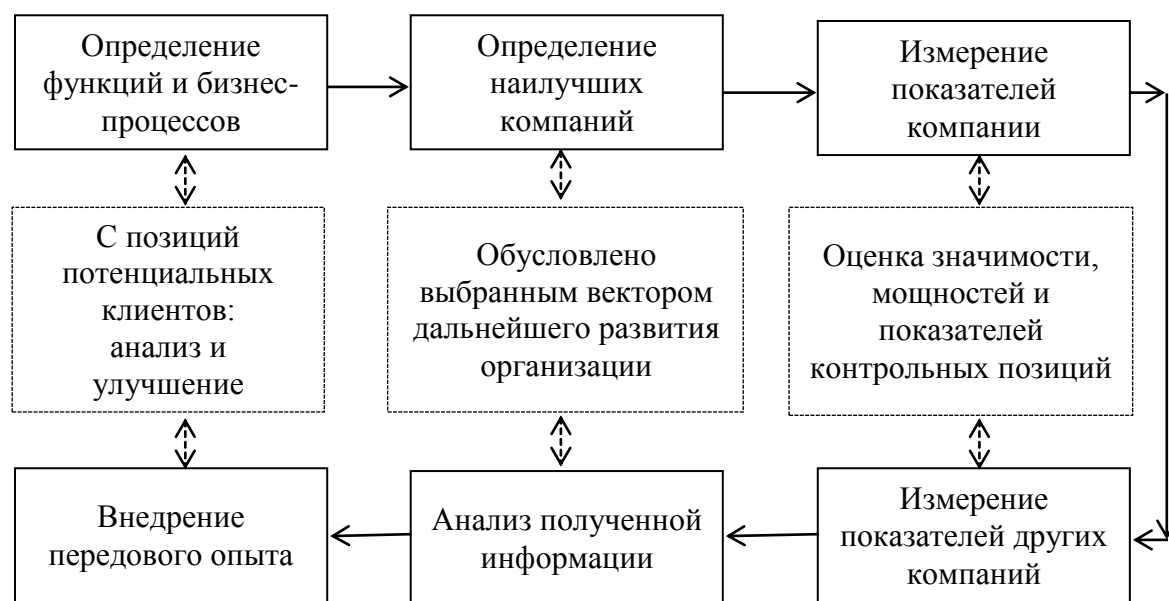 Определение
функций и бизнес-
процессов
Определение
наилучших
компаний
Измерение
показателей
компании
С позиций
потенциальных
клиентов:
анализ и
улучшение
Обусловлено
выбранным вектором
дальнейшего развития
организации
Оценка значимости,
мощностей и
показателей
контрольных позиций
Внедрение
передового опыта
Анализ полученной
информации
Измерение
показателей других
компаний